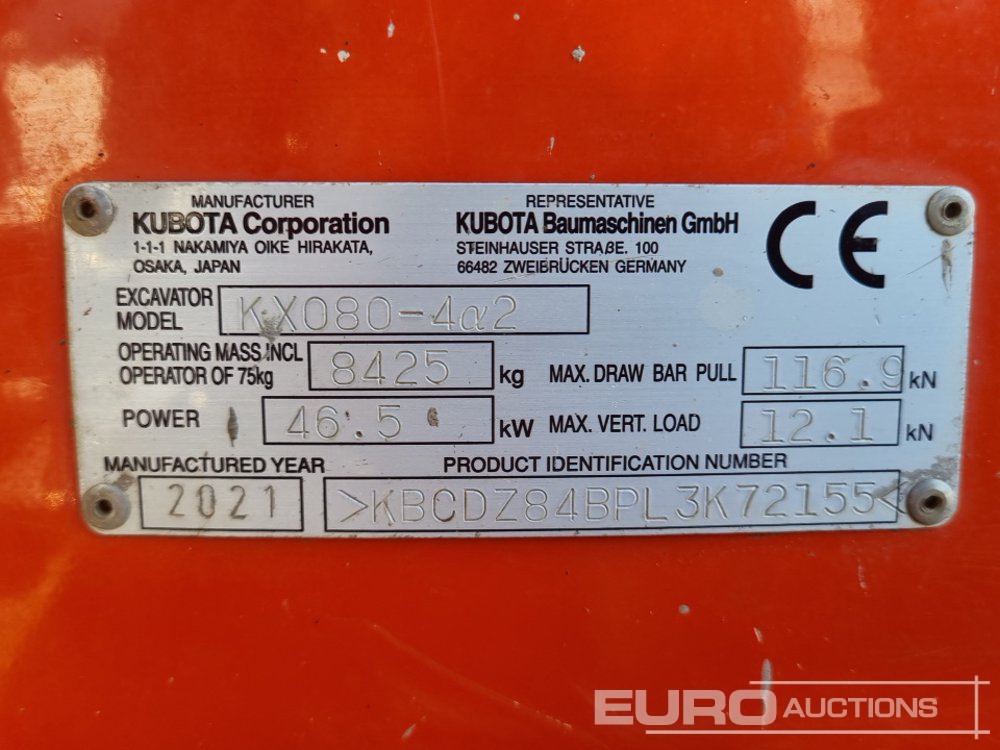 MANUFACTURER
KUBOTA Corporation
1-1-1 NAKAMIYA OIKE HIRAKATA,
OSAKA, JAPAN
REPRESENTATIVE
KUBOTA Baumaschinen GmbH
STEINHAUSER STRAßE. 100
66482 ZWEIBRÜCKEN GERMANY
CE
EXCAVATOR MODEL KX080-4α2
OPERATING MASS INCL
OPERATOR OF 75kg 8425 kg
MAX. DRAW BAR PULL 116.9 kN
POWER 46.5 kW
MAX. VERT. LOAD 12.1 kN
MANUFACTURED YEAR
2021
PRODUCT IDENTIFICATION NUMBER
>KBCDZ84BPL3K72155<
EURO AUCTIONS